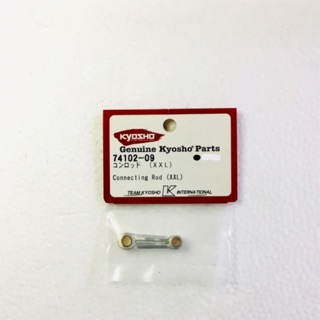 KYOSHO
Genuine Kyosho Parts
74102-09
コンロッド (XXL)
Connecting Rod (XXL)
TEAM KYOSHO K INTERNATIONAL